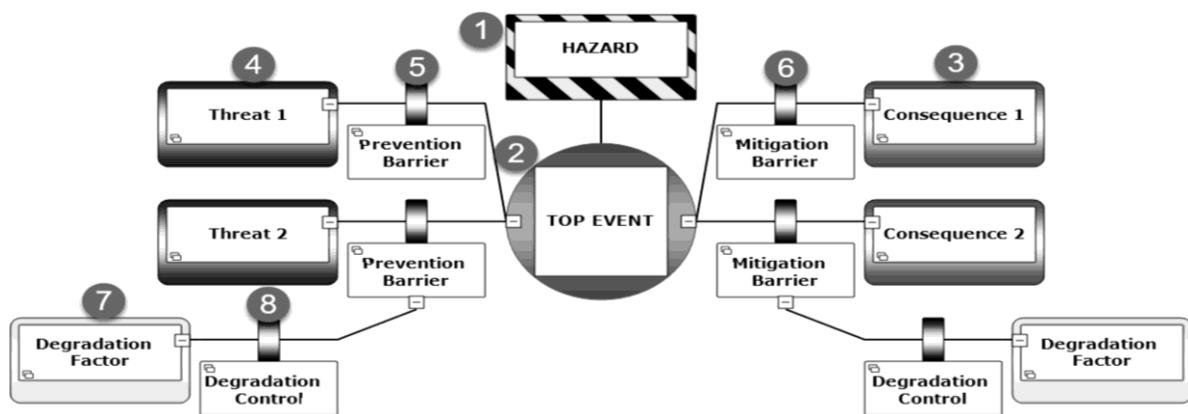 1
HAZARD
4
5
6
3
Threat 1
Prevention
Barrier
2
Mitigation
Barrier
Consequence 1
Threat 2
Prevention
Barrier
TOP EVENT
Mitigation
Barrier
Consequence 2
7
8
Degradation
Factor
Degradation
Control
Degradation
Control
Degradation
Factor